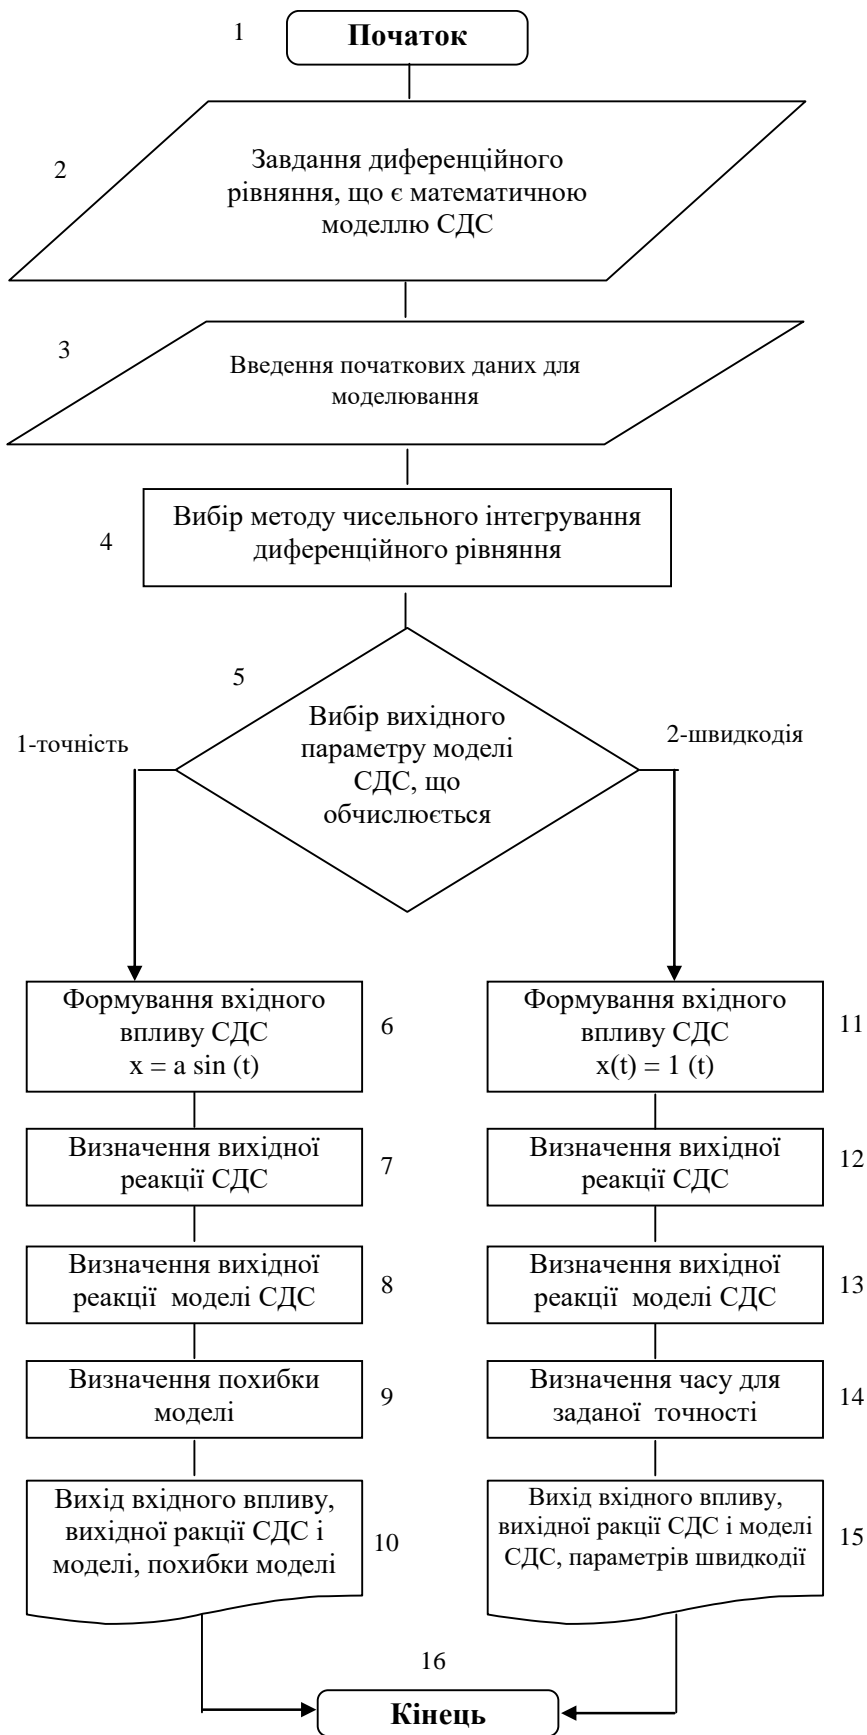 1
Початок
2
Завдання диференційного
рівняння, що є математичною
моделлю СДС
3
Введення початкових даних для
моделювання
4
Вибір методу чисельного інтегрування
диференційного рівняння
5
Вибір вихідного
параметру моделі
СДС, що
обчислюється
1-точність
2-швидкодія
Формування вхідного
впливу СДС
x = a sin (t)
6
Визначення вихідної
реакції СДС
7
Визначення вихідної
реакції моделі СДС
8
Визначення похибки
моделі
9
Вихід вхідного впливу,
вихідної ракції СДС і
моделі, похибки моделі
10
Формування вхідного
впливу СДС
x(t) = 1 (t)
11
Визначення вихідної
реакції СДС
12
Визначення вихідної
реакції моделі СДС
13
Визначення часу для
заданої точності
14
Вихід вхідного впливу,
вихідної ракції СДС і моделі
СДС, параметрів швидкодії
15
16
Кінець